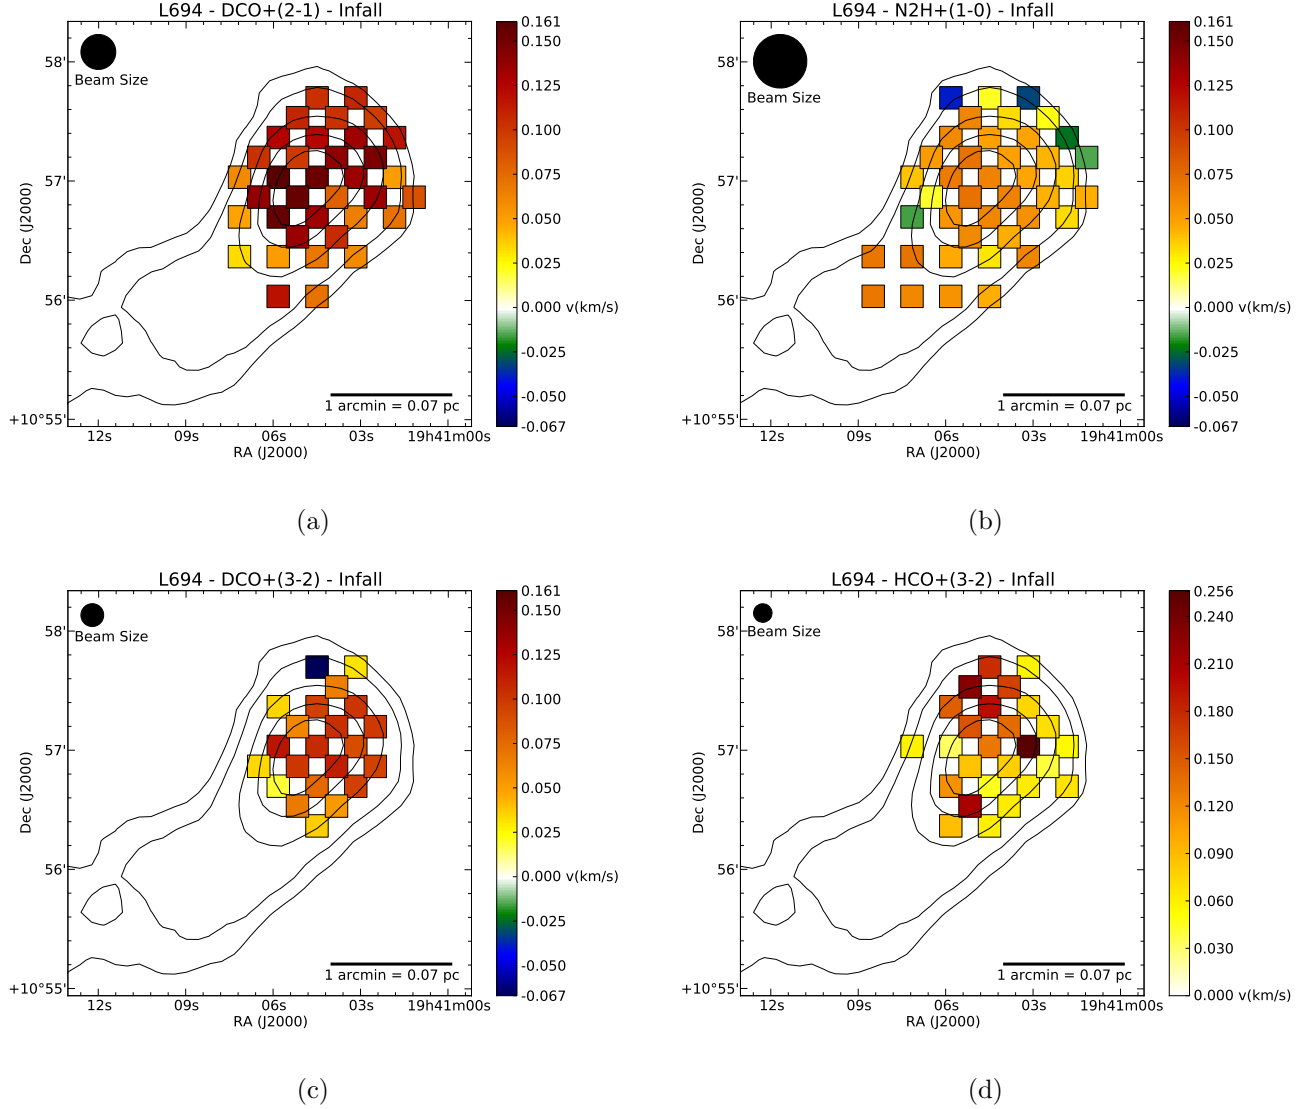 L694 - DCO+(2-1) - Infall
Beam Size
58'
57'
56'
+10°55'
Dec (J2000)
12s 09s 06s 03s 19h41m00s
RA (J2000)
1 arcmin = 0.07 pc
0.161
0.150
0.125
0.100
0.075
0.050
0.025
0.000 v(km/s)
-0.025
-0.050
-0.067
(a)
L694 - N2H+(1-0) - Infall
Beam Size
58'
57'
56'
+10°55'
Dec (J2000)
12s 09s 06s 03s 19h41m00s
RA (J2000)
1 arcmin = 0.07 pc
0.161
0.150
0.125
0.100
0.075
0.050
0.025
0.000 v(km/s)
-0.025
-0.050
-0.067
(b)
L694 - DCO+(3-2) - Infall
Beam Size
58'
57'
56'
+10°55'
Dec (J2000)
12s 09s 06s 03s 19h41m00s
RA (J2000)
1 arcmin = 0.07 pc
0.161
0.150
0.125
0.100
0.075
0.050
0.025
0.000 v(km/s)
-0.025
-0.050
-0.067
(c)
L694 - HCO+(3-2) - Infall
Beam Size
58'
57'
56'
+10°55'
Dec (J2000)
12s 09s 06s 03s 19h41m00s
RA (J2000)
1 arcmin = 0.07 pc
0.256
0.240
0.210
0.180
0.150
0.120
0.090
0.060
0.030
0.000 v(km/s)
(d)